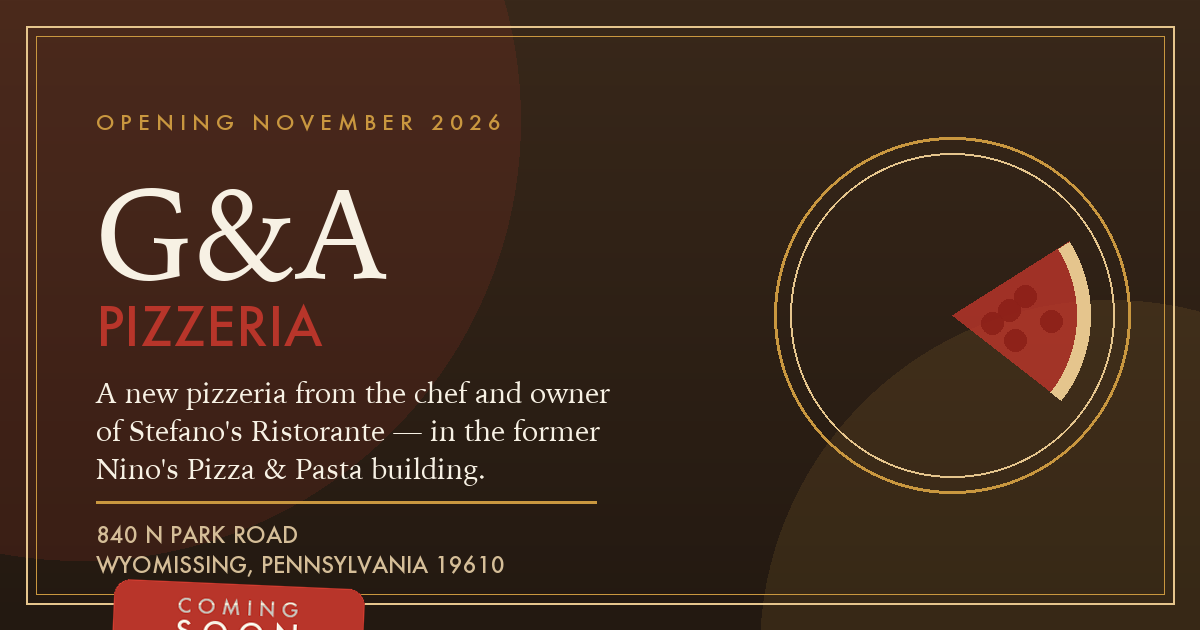 OPENING NOVEMBER 2026
G&A
PIZZERIA
A new pizzeria from the chef and owner
of Stefano's Ristorante — in the former
Nino's Pizza & Pasta building.
840 N PARK ROAD
WYOMISSING, PENNSYLVANIA 19610
COMING
SOON